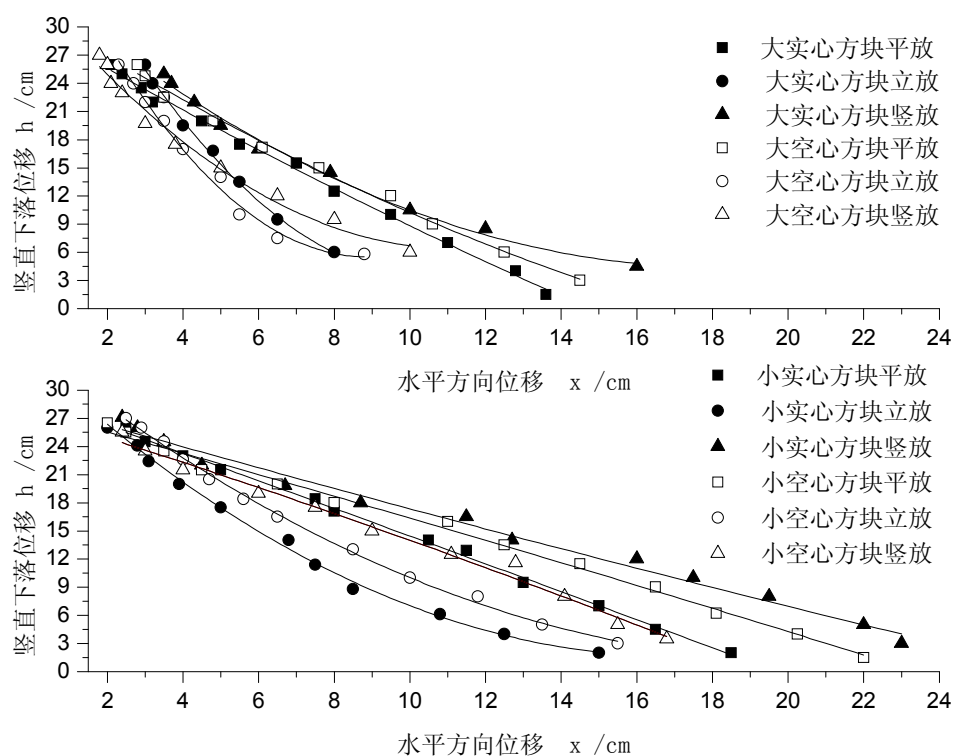 30
27
24
21
18
15
12
9
6
3
0
竖直下落位移 h /cm
大实心方块平放
大实心方块立放
大实心方块竖放
大空心方块平放
大空心方块立放
大空心方块竖放
2 4 6 8 10 12 14 16 18 20 22 24
水平方向位移 x /cm
30
27
24
21
18
15
12
9
6
3
0
竖直下落位移 h /cm
小实心方块平放
小实心方块立放
小实心方块竖放
小空心方块平放
小空心方块立放
小空心方块竖放
2 4 6 8 10 12 14 16 18 20 22 24
水平方向位移 x /cm